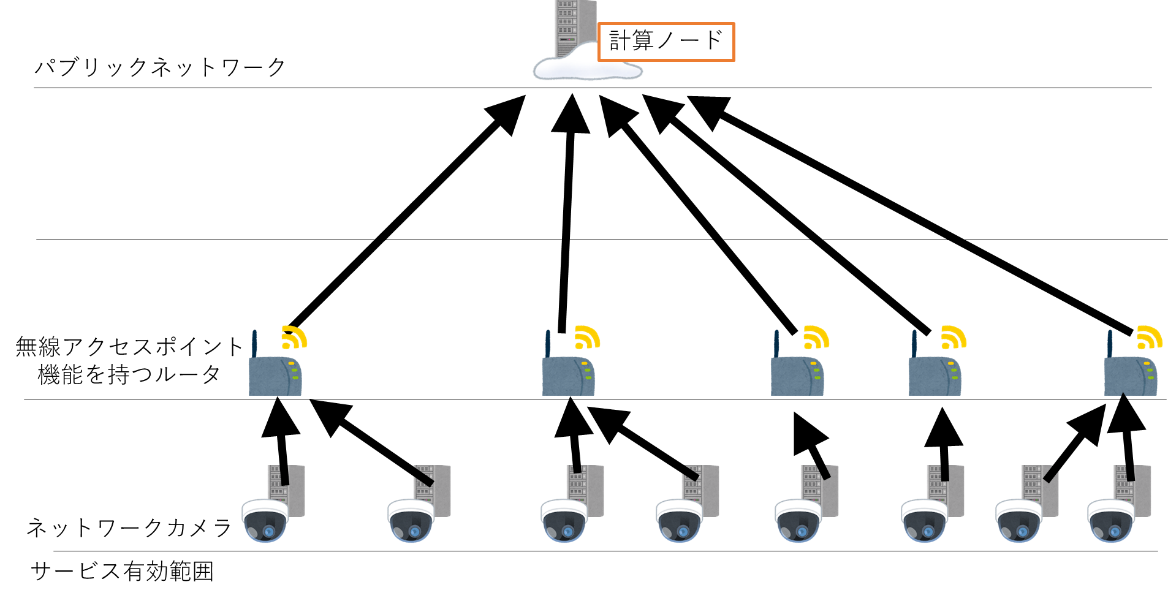 計算ノード
パブリックネットワーク
無線アクセスポイント
機能を持つルータ
ネットワークカメラ
サービス有効範囲